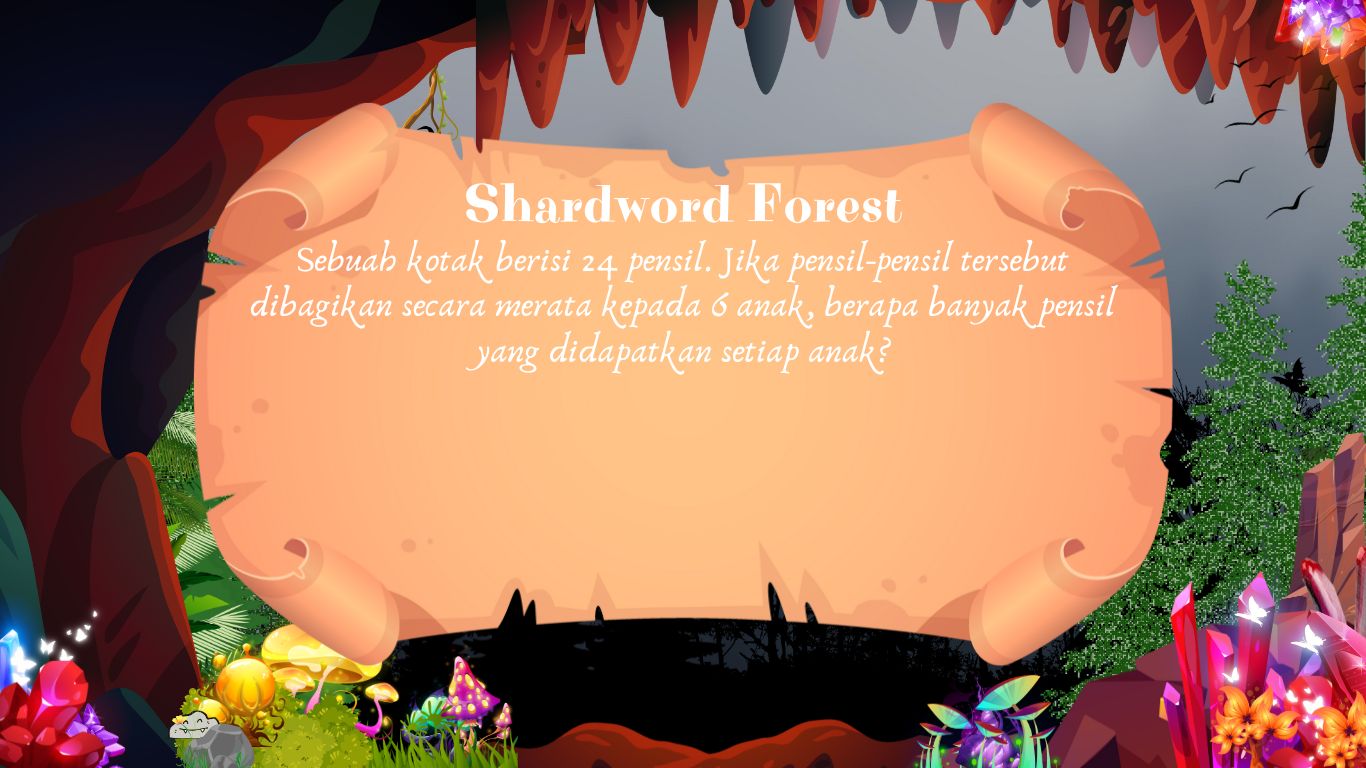 Shardword Forest
Sebuah kotak berisi 24 pensil. Jika pensil-pensil tersebut
dibagikan secara merata kepada 6 anak, berapa banyak pensil
yang didapatkan setiap anak?